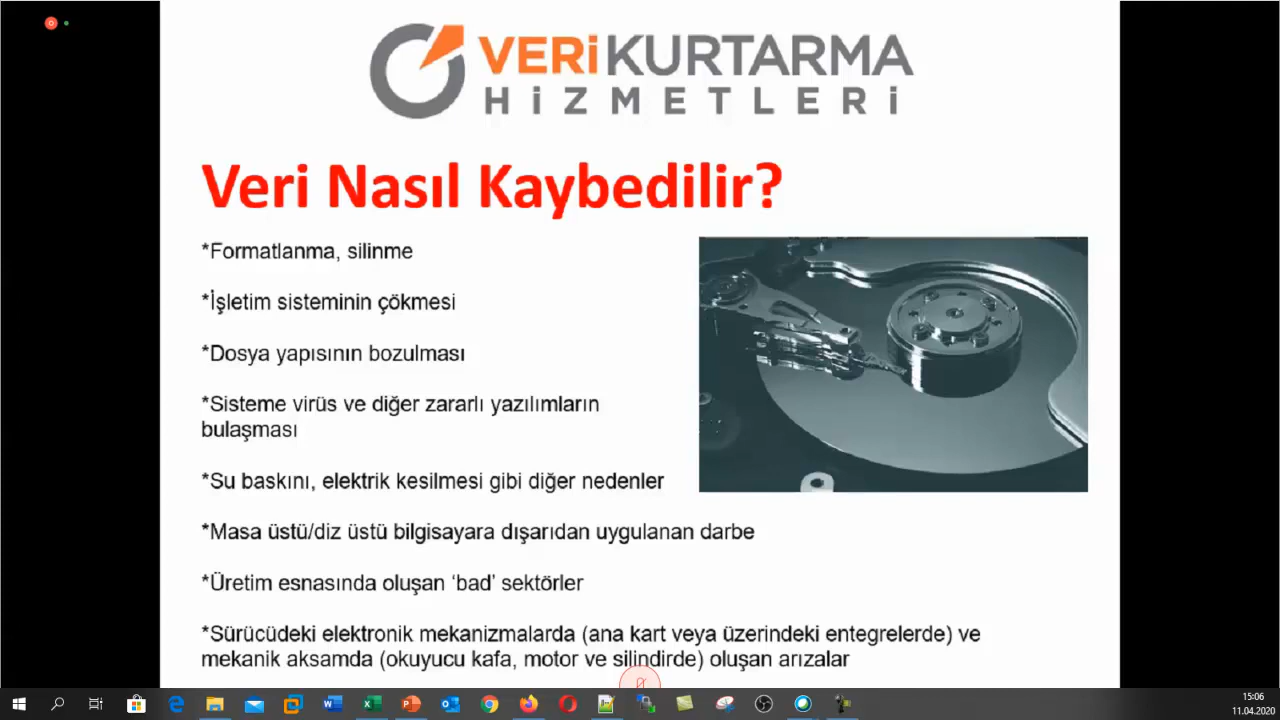 VERİ KURTARMA
HİZMETLERİ
Veri Nasıl Kaybedilir?
*Formatlanma, silinme
*İşletim sisteminin çökmesi
*Dosya yapısının bozulması
*Sisteme virüs ve diğer zararlı yazılımların
bulaşması
*Su baskını, elektrik kesilmesi gibi diğer nedenler
*Masa üstü/diz üstü bilgisayara dışarıdan uygulanan darbe
*Üretim esnasında oluşan ‘bad’ sektörler
*Sürücüdeki elektronik mekanizmalarda (ana kart veya üzerindeki entegrelerde) ve
mekanik aksamda (okuyucu kafa, motor ve silindirde) oluşan arızalar
15:06
11.04.2020